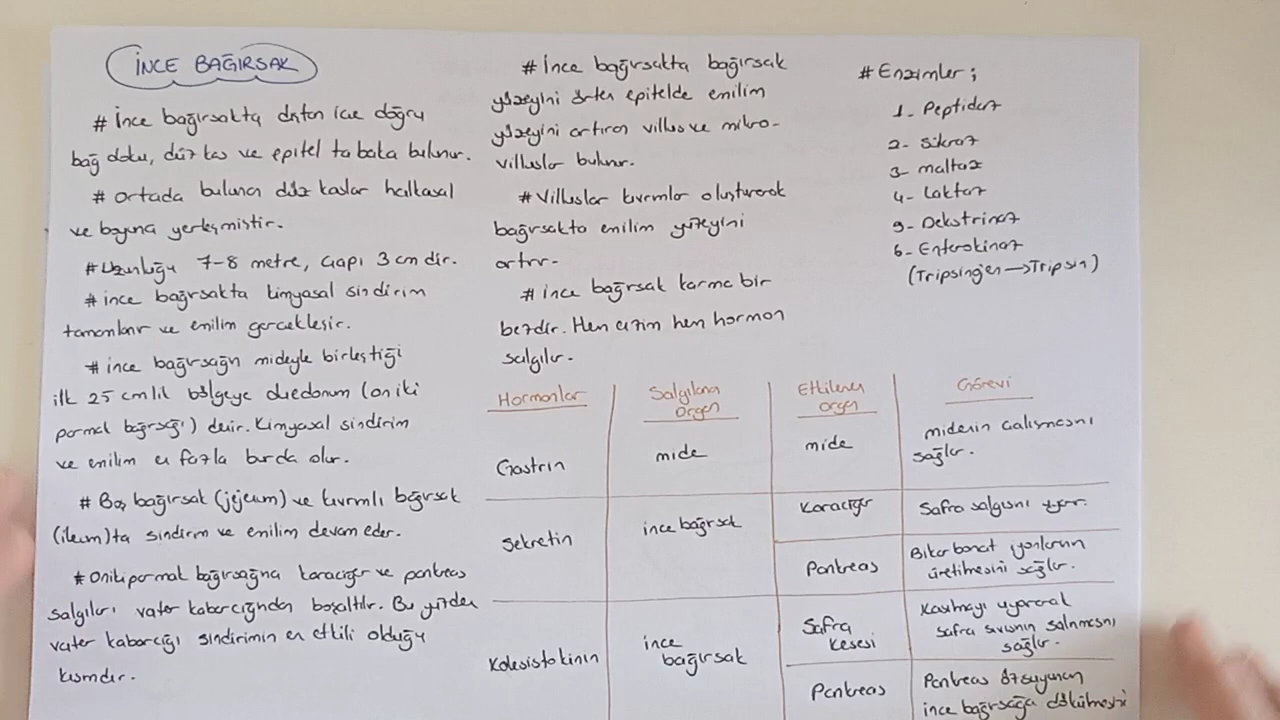 İNCE BAĞIRSAK
# İnce bağırsakta dıştan içe doğru
bağ doku, düz kas ve epitel tabaka bulunur.
# Ortada bulunan düz kaslar halkasal
ve boyuna yerleşmiştir.
# Uzunluğu 7-8 metre, çapı 3 cm dir.
# ince bağırsakta kimyasal sindirim
tamamlanır ve emilim gerçekleşir.
# ince bağırsağın mideyle birleştiği
ilk 25 cm lik bölgeye duedonum (on iki
parmak bağırsağı) denir. Kimyasal sindirim
ve emilim en fazla burda olur.
# Boş bağırsak (jejeum) ve kıvrımlı bağırsak
(ileum)ta sindirim ve emilim devam eder.
# Onikiparmak bağırsağına karaciğer ve pankreas
salgıları vater kabarcığından boşaltılır. Bu yüzden
vater kabarcığı sindirimin en etkili olduğu
kısımdır.
# İnce bağırsakta bağırsak
yüzeyini örten epitelde emilim
yüzeyini artıran villus ve mikro-
villuslar bulunur.
# Villuslar kıvrımlar oluşturarak
bağırsakta emilim yüzeyini
artırır.
# ince bağırsak karma bir
bezdir. Hem enzim hem hormon
salgılar.
# Enzimler ;
1- Peptidaz
2- Sükraz
3- maltaz
4- Laktaz
5- Dekstrinaz
6- Enterokinaz
(Tripsinojen → Tripsin)
Hormonlar | Salgılanan organ | Etkilenen organ | Görevi
Gastrin | mide | mide | midenin çalışmasını sağlar.
Sekretin | ince bağırsak | Karaciğer | Safra salgısını uyarır.
Pankreas | Bikarbonat iyonlarının üretilmesini sağlar.
Kolesistokinin | ince bağırsak | Safra kesesi | Kasılmayı uyararak safra sıvısının salınmasını sağlar.
Pankreas | Pankreas özsuyunun ince bağırsağa dökülmesini